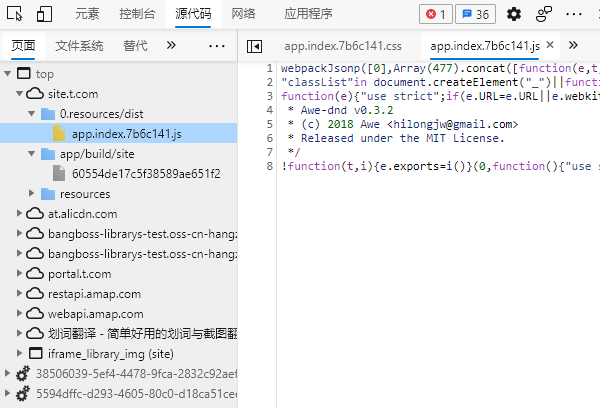 元素 控制台 源代码 网络 应用程序 1 36
页面 文件系统 替代 app.index.7b6c141.css app.index.7b6c141.js
top
site.t.com
0.resources/dist
app.index.7b6c141.js
app/build/site
60554de17c5f38589ae651f2
resources
at.alicdn.com
bangboss-librarys-test.oss-cn-hang
bangboss-librarys-test.oss-cn-hang
portal.t.com
restapi.amap.com
webapi.amap.com
划词翻译 - 简单好用的划词与截图翻
iframe_library_img (site)
38506039-5ef4-4478-9fca-2832c92aef
5594dffc-d293-4605-80c0-d18ca51cec
1 webpackJsonp([0],Array(477).concat([function(e,t,
2 "classList"in document.createElement("_")||funct
3 function(e){"use strict";if(e.URL=e.URL||e.webkit
4 * Awe-dnd v0.3.2
5 * (c) 2018 Awe <hilongjw@gmail.com>
6 * Released under the MIT License.
7 */
8 !function(t,i){e.exports=i()}(0,function(){"use s